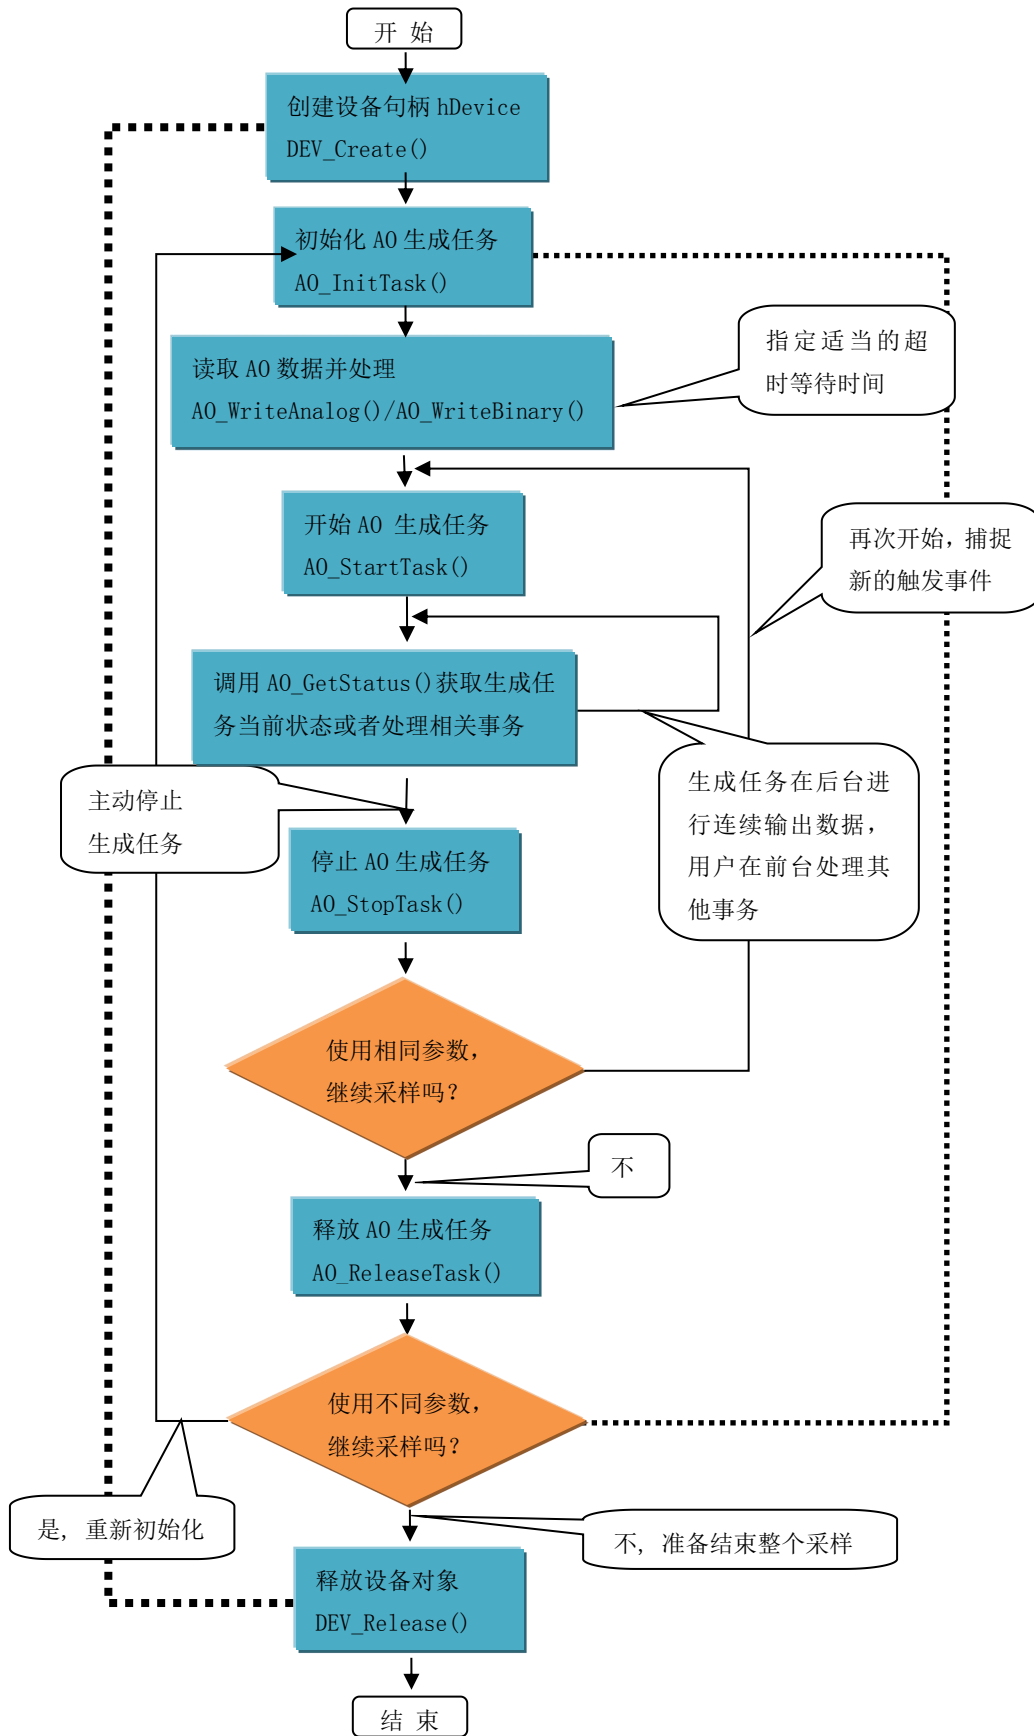 开 始
创建设备句柄 hDevice
DEV_Create()
初始化 AO 生成任务
AO_InitTask()
指定适当的超
时等待时间
读取 AO 数据并处理
AO_WriteAnalog()/AO_WriteBinary()
开始 AO 生成任务
AO_StartTask()
再次开始，捕捉
新的触发事件
调用 AO_GetStatus()获取生成任
务当前状态或者处理相关事务
主动停止
生成任务
生成任务在后台进
行连续输出数据，
用户在前台处理其
他事务
停止 AO 生成任务
AO_StopTask()
使用相同参数，
继续采样吗？
不
释放 AO 生成任务
AO_ReleaseTask()
使用不同参数，
继续采样吗？
是，重新初始化
不，准备结束整个采样
释放设备对象
DEV_Release()
结 束